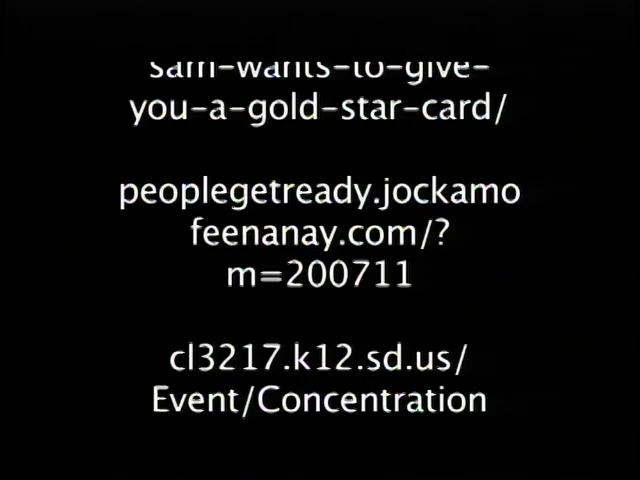 sam-wants-to-give-
you-a-gold-star-card/
peoplegetready.jockamo
feenanay.com/?
m=200711
cl3217.k12.sd.us/
Event/Concentration